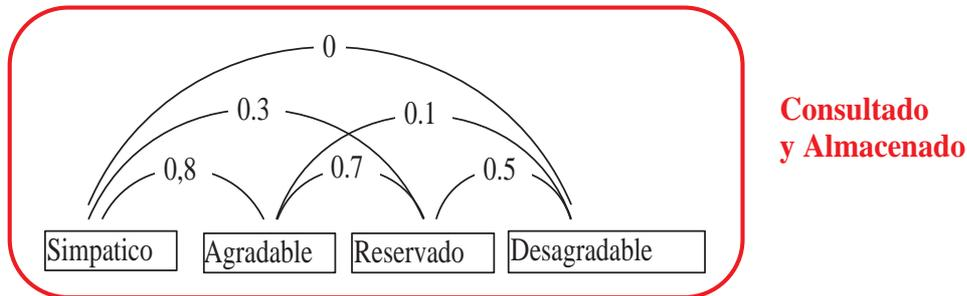 0
0.3
0.1
0,8
0.7
0.5
Simpatico
Agradable
Reservado
Desagradable
Consultado
y Almacenado